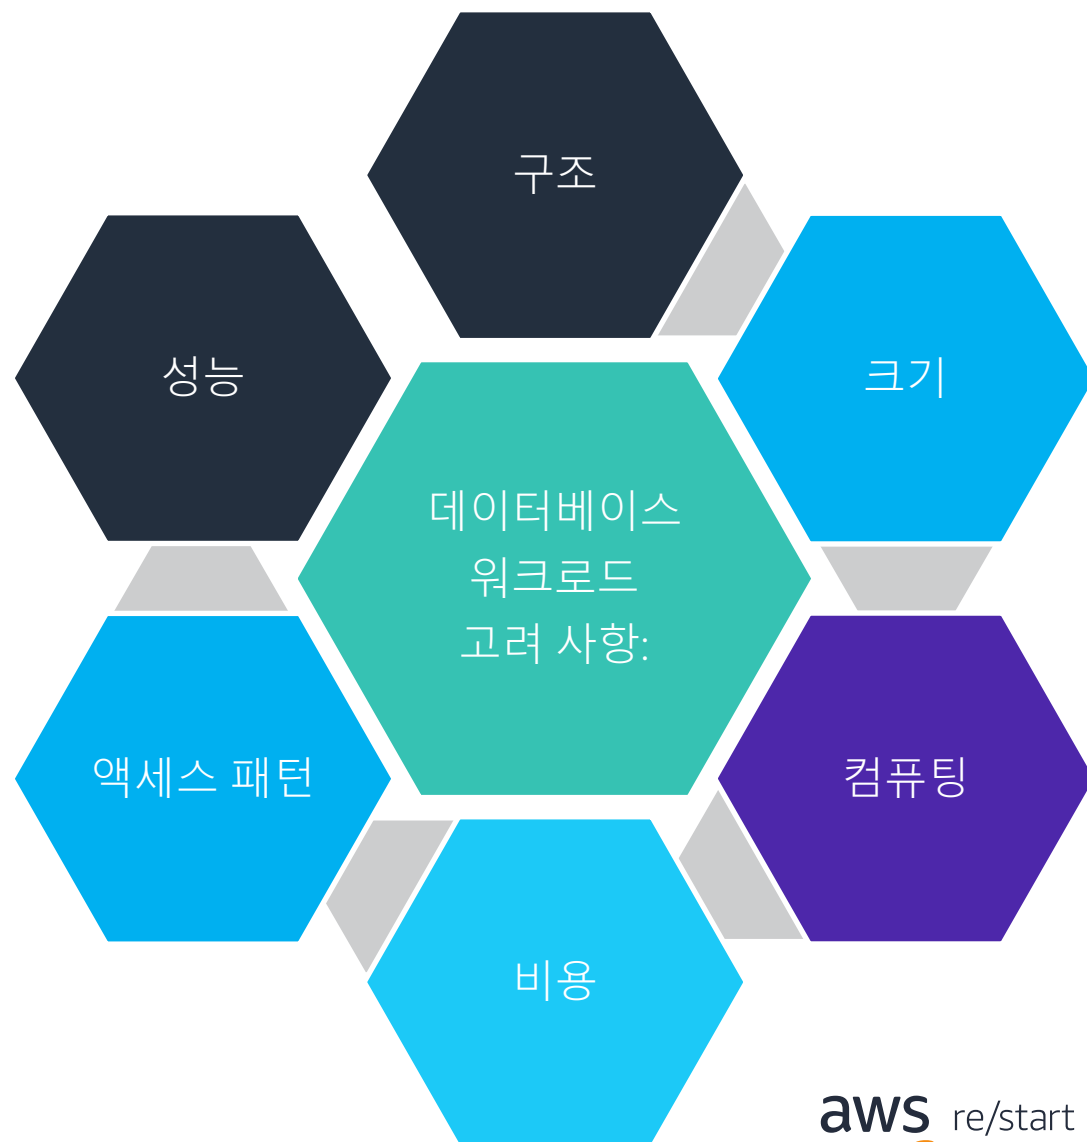 구조
성능
크기
데이터베이스
워크로드
고려 사항:
액세스 패턴
컴퓨팅
비용
aws re/start